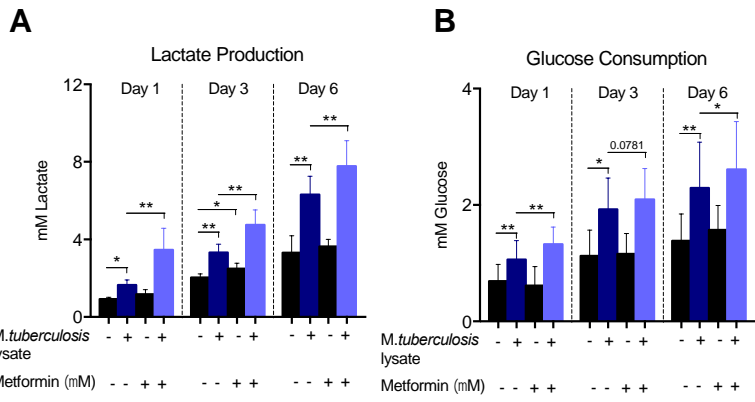 A
Lactate Production
Day 1 Day 3 Day 6
12
8
4
0
mM Lactate
* ** ** * ** ** **
M.tuberculosis - + - + - + - + - + - +
lysate
Metformin (mM) - - + + - - + + - - + +
B
Glucose Consumption
Day 1 Day 3 Day 6
4
2
0
mM Glucose
** ** * 0.0781 ** *
M.tuberculosis - + - + - + - + - + - +
lysate
Metformin (mM) - - + + - - + + - - + +